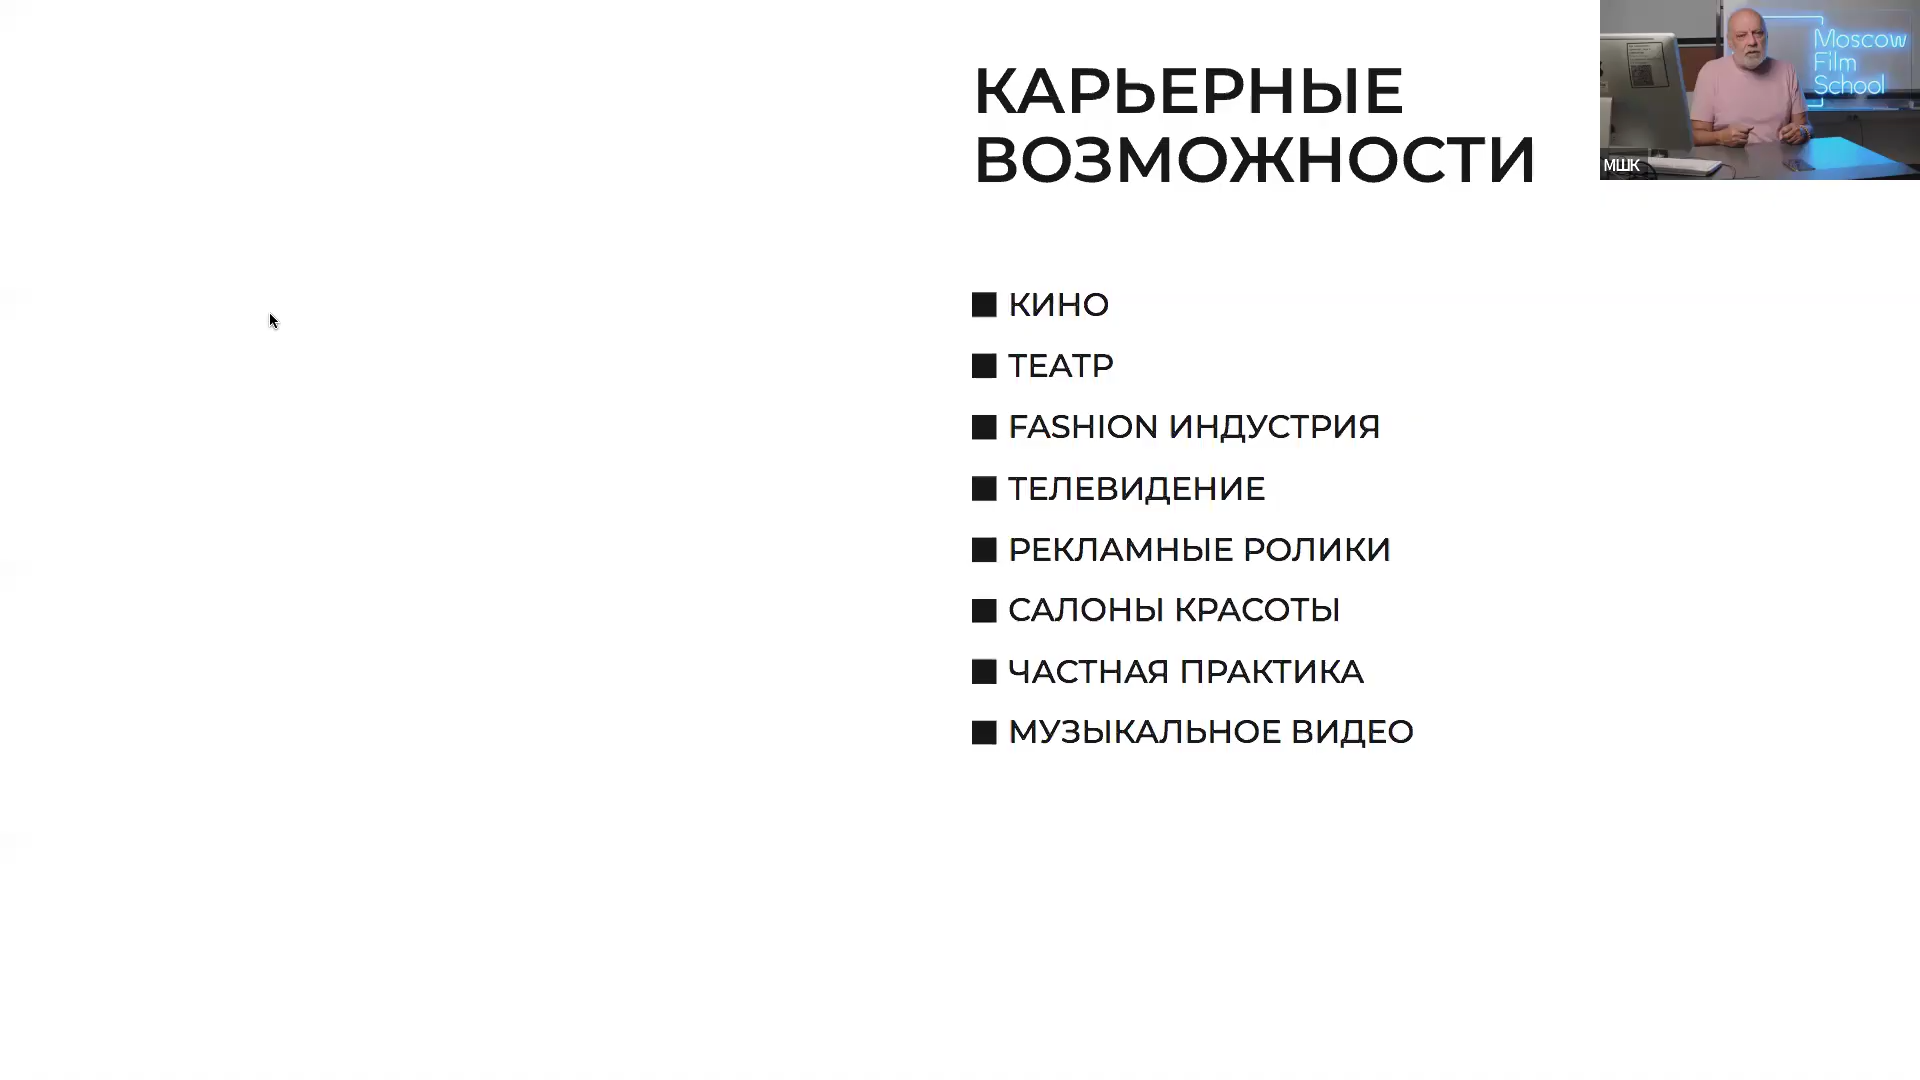 КАРЬЕРНЫЕ
ВОЗМОЖНОСТИ
КИНО
ТЕАТР
FASHION ИНДУСТРИЯ
ТЕЛЕВИДЕНИЕ
РЕКЛАМНЫЕ РОЛИКИ
САЛОНЫ КРАСОТЫ
ЧАСТНАЯ ПРАКТИКА
МУЗЫКАЛЬНОЕ ВИДЕО
Moscow
Film
School
МШК